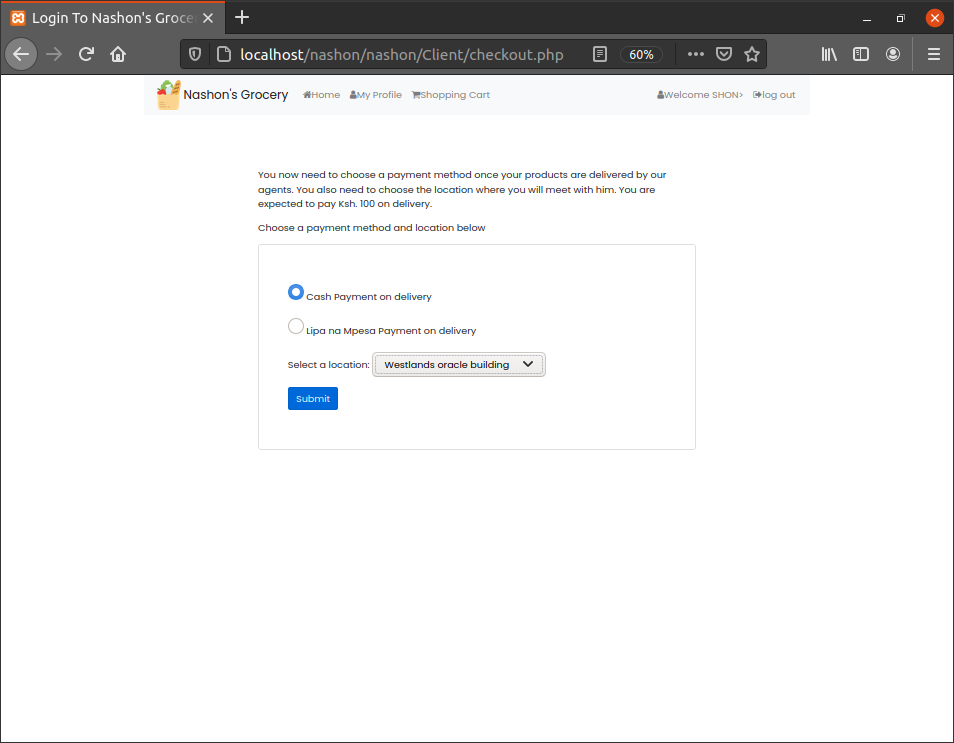 Login To Nashon's Groce
localhost/nashon/nashon/Client/checkout.php
60%
Nashon's Grocery
Home
My Profile
Shopping Cart
Welcome SHON>
log out
You now need to choose a payment method once your products are delivered by our
agents. You also need to choose the location where you will meet with him. You are
expected to pay Ksh. 100 on delivery.
Choose a payment method and location below
Cash Payment on delivery
Lipa na Mpesa Payment on delivery
Select a location: Westlands oracle building
Submit